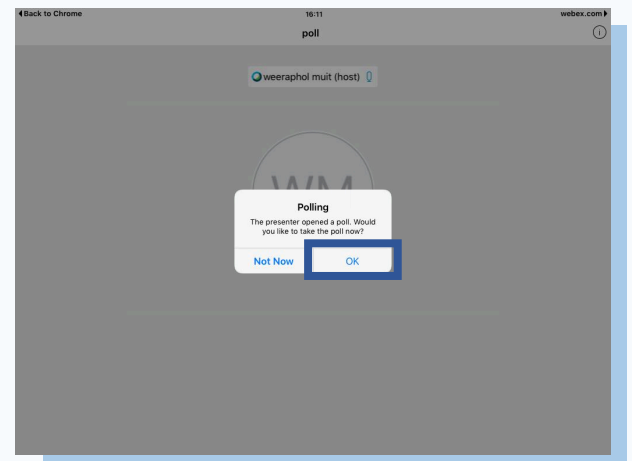 Back to Chrome 16:11 webex.com
poll
weeraphol muit (host)
WM
Polling
The presenter opened a poll. Would
you like to take the poll now?
Not Now OK